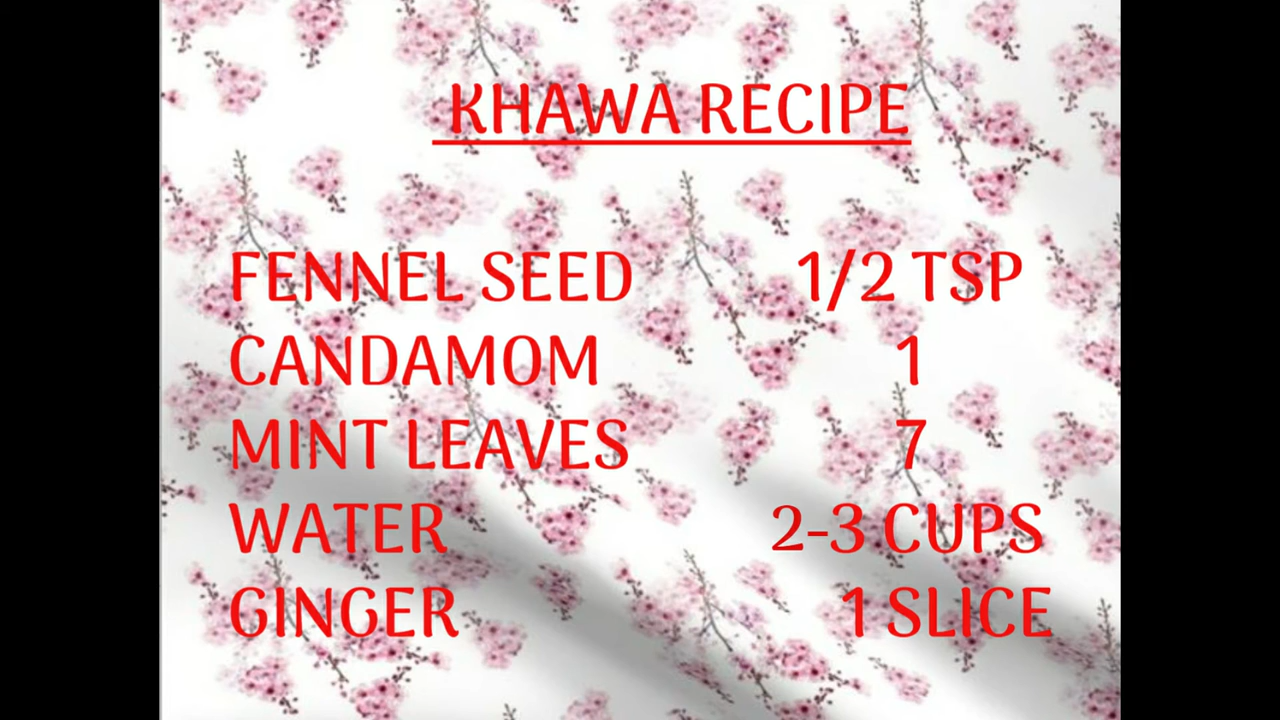 KHAWA RECIPE
FENNEL SEED 1/2 TSP
CANDAMOM 1
MINT LEAVES 7
WATER 2-3 CUPS
GINGER 1 SLICE